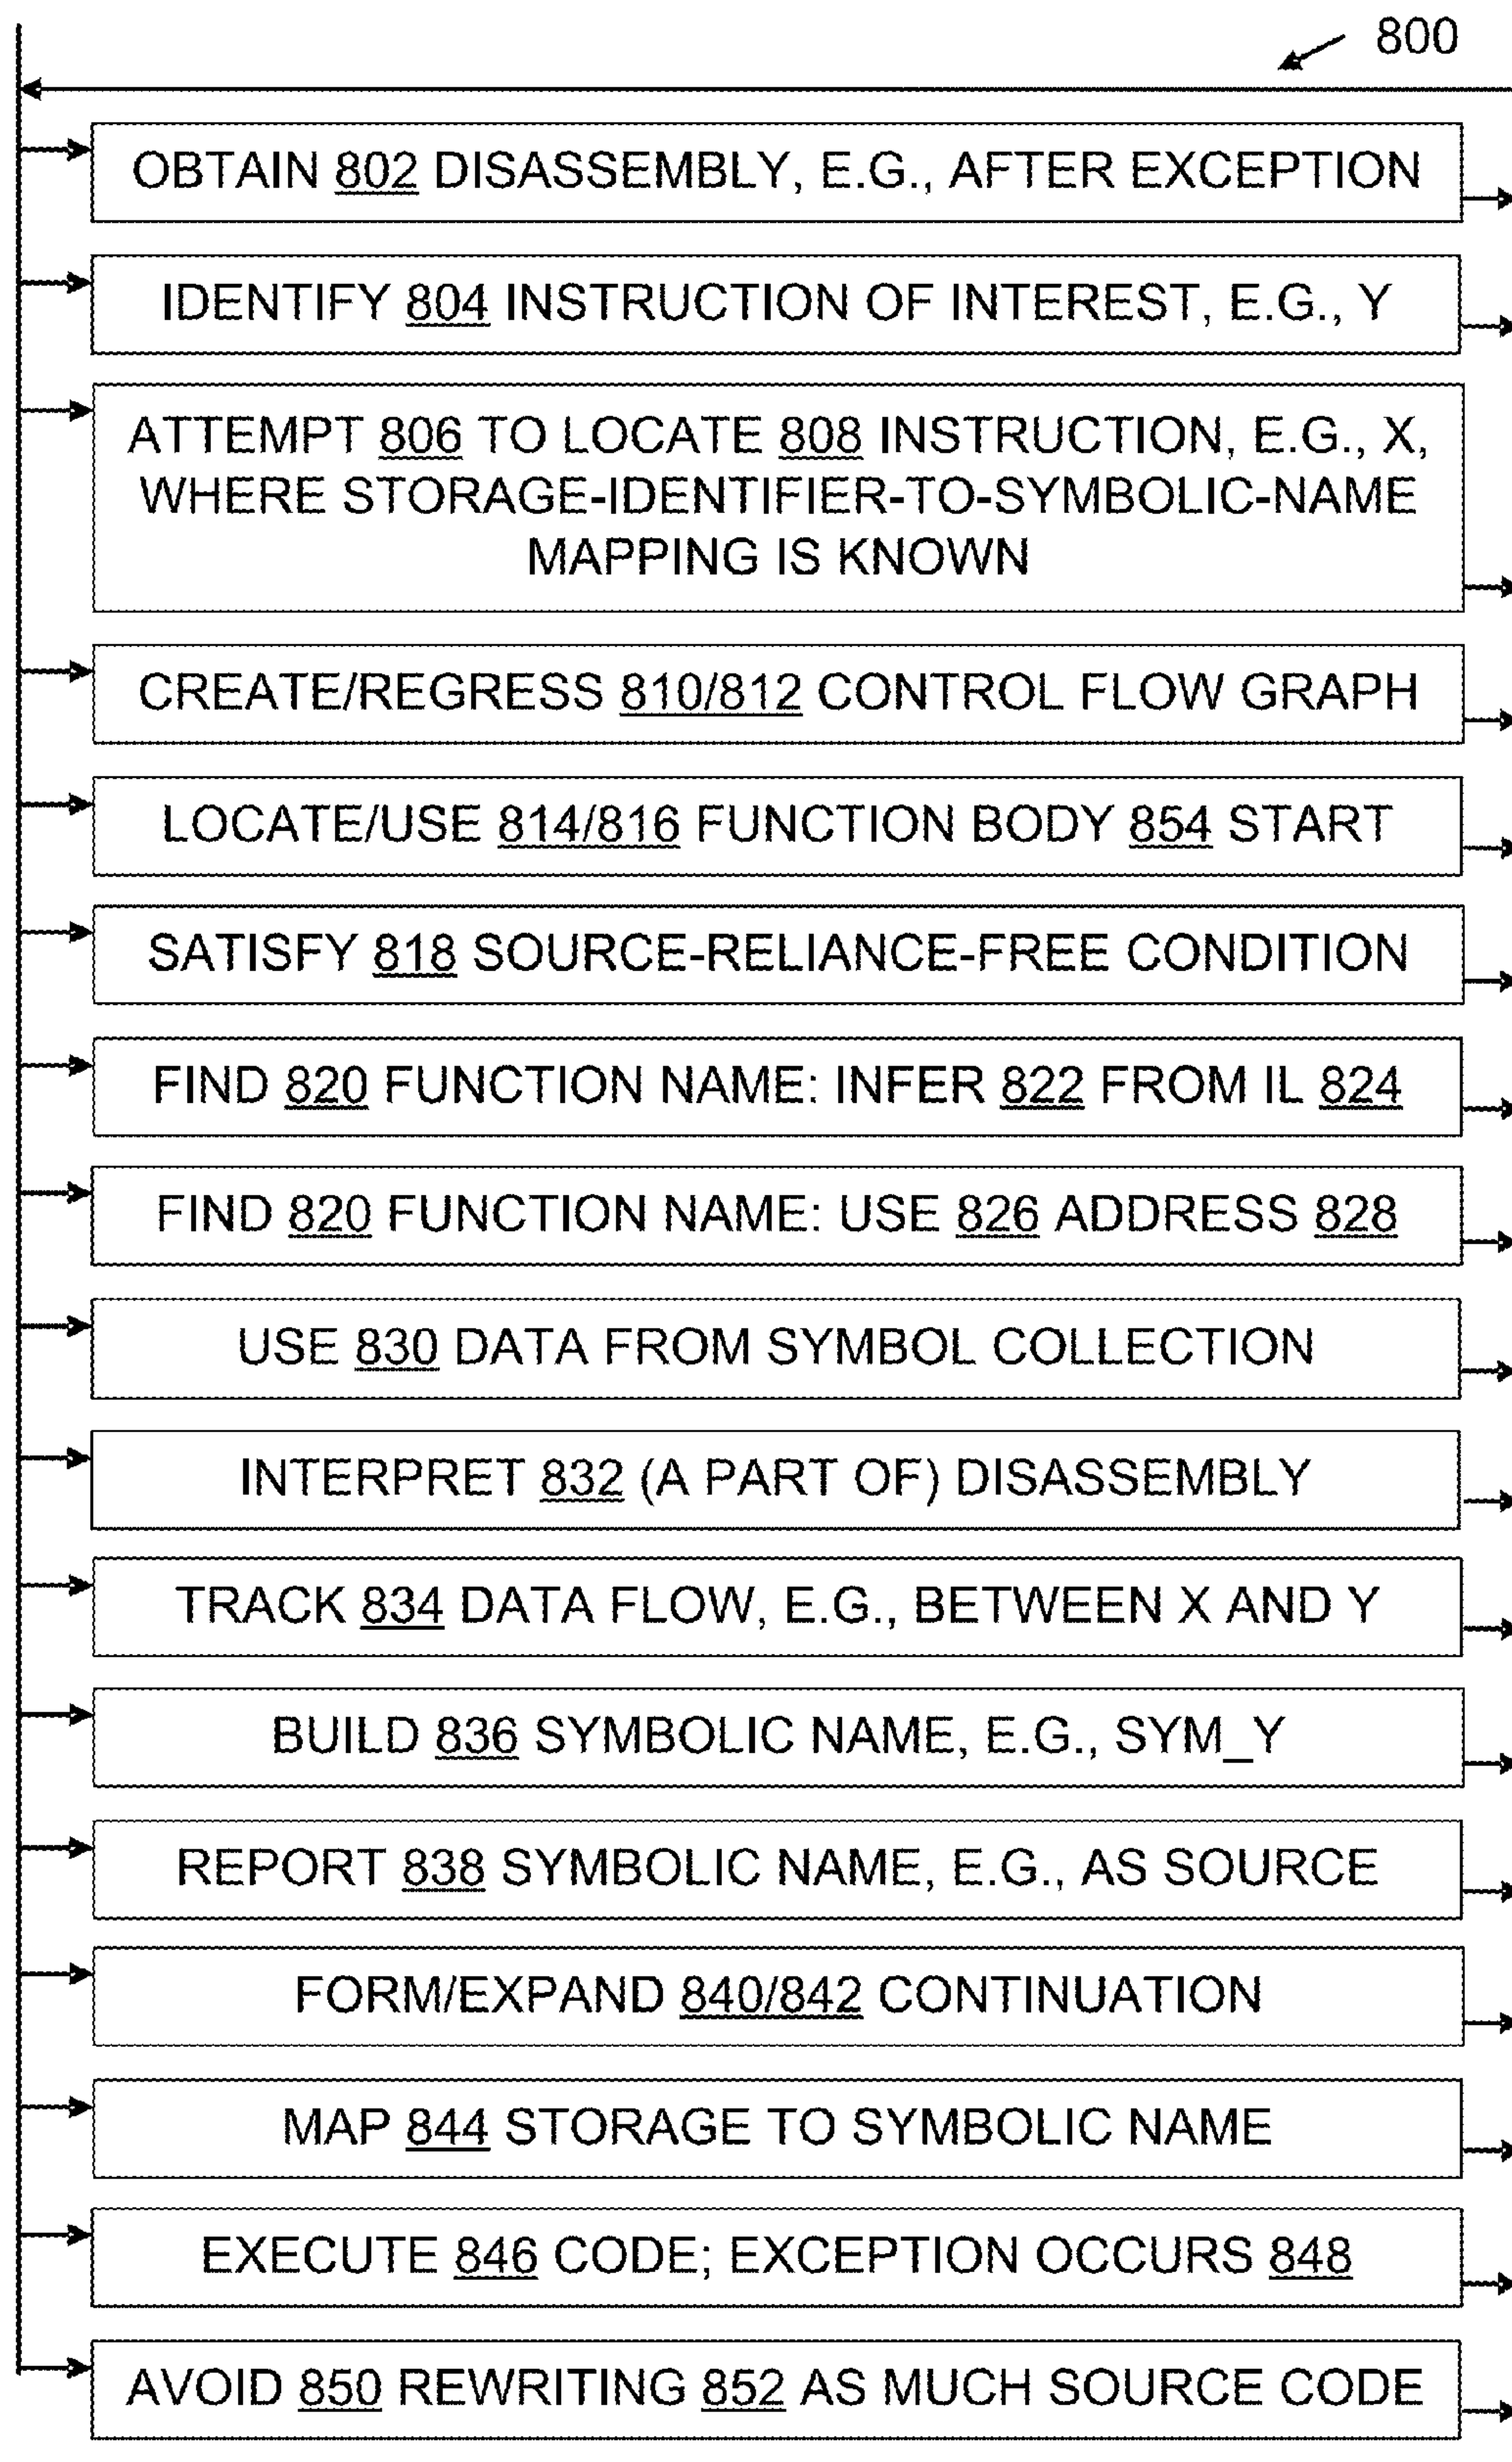 800
OBTAIN 802 DISASSEMBLY, E.G., AFTER EXCEPTION
IDENTIFY 804 INSTRUCTION OF INTEREST, E.G., Y
ATTEMPT 806 TO LOCATE 808 INSTRUCTION, E.G., X,
WHERE STORAGE-IDENTIFIER-TO-SYMBOLIC-NAME
MAPPING IS KNOWN
CREATE/REGRESS 810/812 CONTROL FLOW GRAPH
LOCATE/USE 814/816 FUNCTION BODY 854 START
SATISFY 818 SOURCE-RELIANCE-FREE CONDITION
FIND 820 FUNCTION NAME: INFER 822 FROM IL 824
FIND 820 FUNCTION NAME: USE 826 ADDRESS 828
USE 830 DATA FROM SYMBOL COLLECTION
INTERPRET 832 (A PART OF) DISASSEMBLY
TRACK 834 DATA FLOW, E.G., BETWEEN X AND Y
BUILD 836 SYMBOLIC NAME, E.G., SYM_Y
REPORT 838 SYMBOLIC NAME, E.G., AS SOURCE
FORM/EXPAND 840/842 CONTINUATION
MAP 844 STORAGE TO SYMBOLIC NAME
EXECUTE 846 CODE; EXCEPTION OCCURS 848
AVOID 850 REWRITING 852 AS MUCH SOURCE CODE